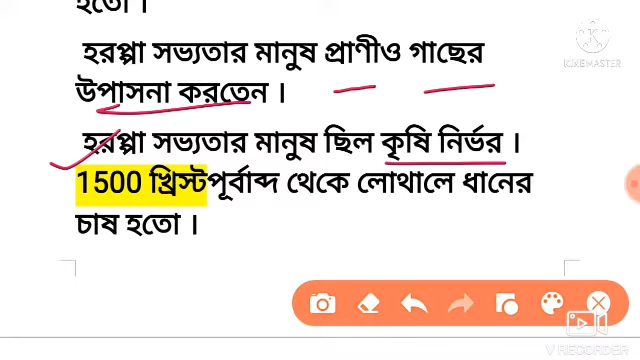 হতো ।
হরপ্পা সভ্যতার মানুষ প্রাণীও গাছের
উপাসনা করতেন ।
হরপ্পা সভ্যতার মানুষ ছিল কৃষি নির্ভর ।
1500 খ্রিস্টপূর্বাব্দ থেকে লোথালে ধানের
চাষ হতো ।
KINEMASTER
V RECORDER